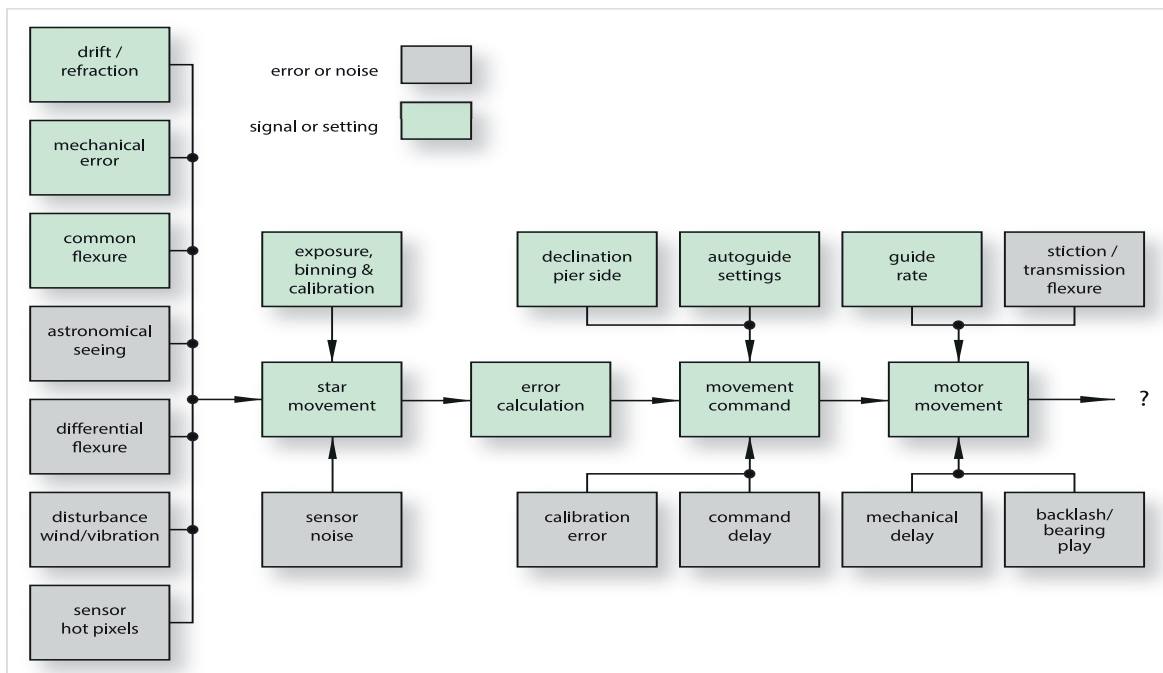 drift /
refraction
mechanical
error
common
flexure
astronomical
seeing
differential
flexure
disturbance
wind/vibration
sensor
hot pixels
error or noise
signal or setting
exposure,
binning &
calibration
star
movement
sensor
noise
error
calculation
declination
pier side
autoguide
settings
movement
command
calibration
error
command
delay
guide
rate
stiction /
transmission
flexure
motor
movement
mechanical
delay
backlash/
bearing
play
?